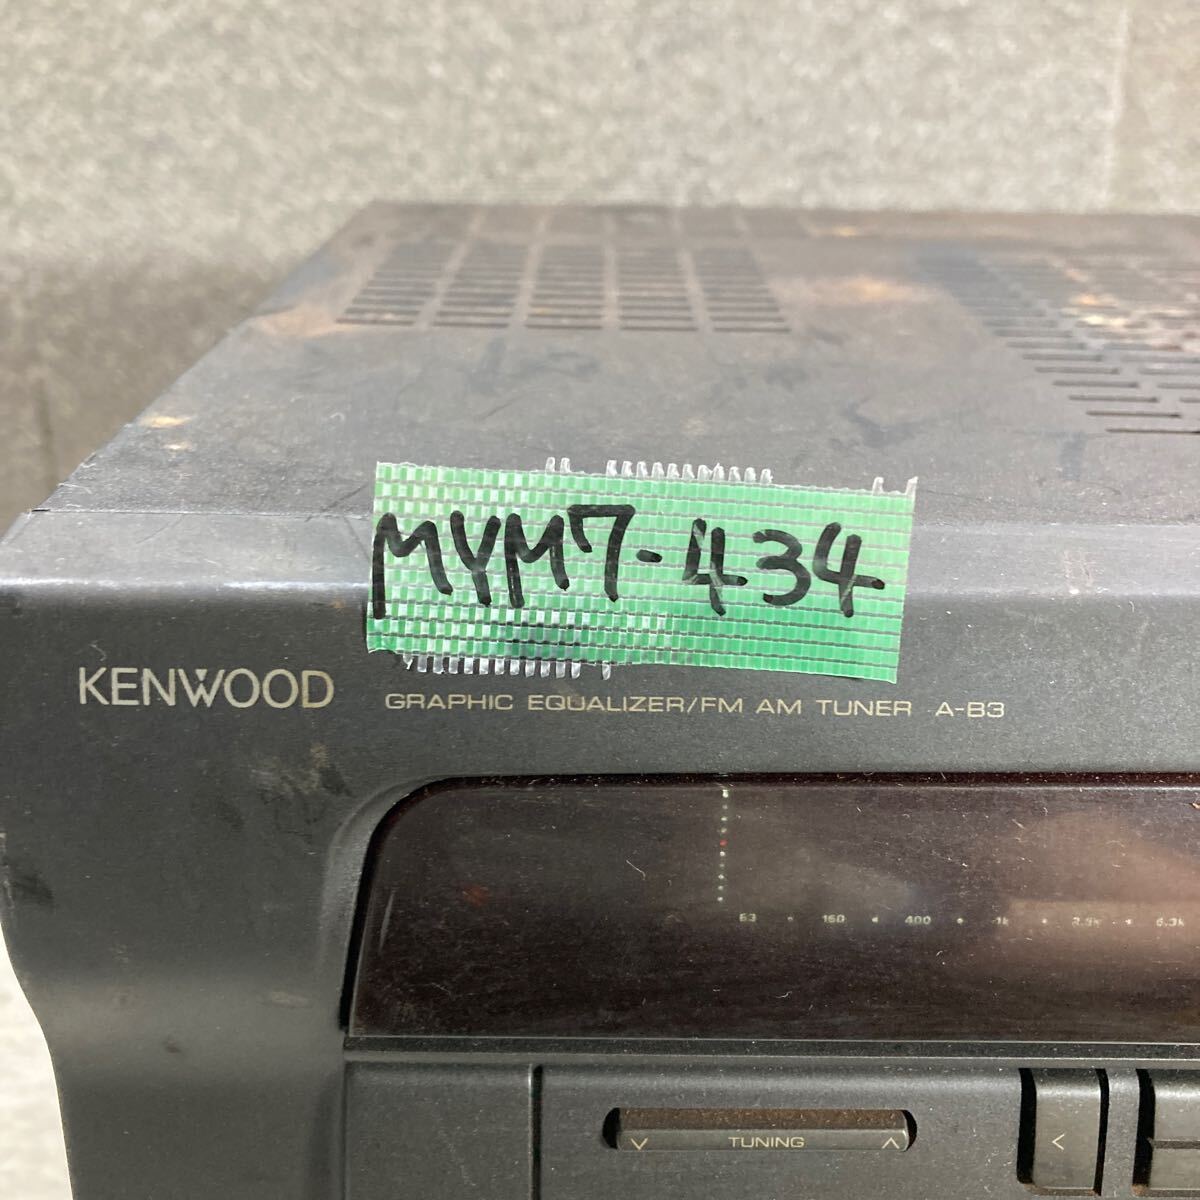 MYM7-434
KENWOOD GRAPHIC EQUALIZER/FM AM TUNER A-B3
63 160 400 1k 2.5k 6.3k
TUNING